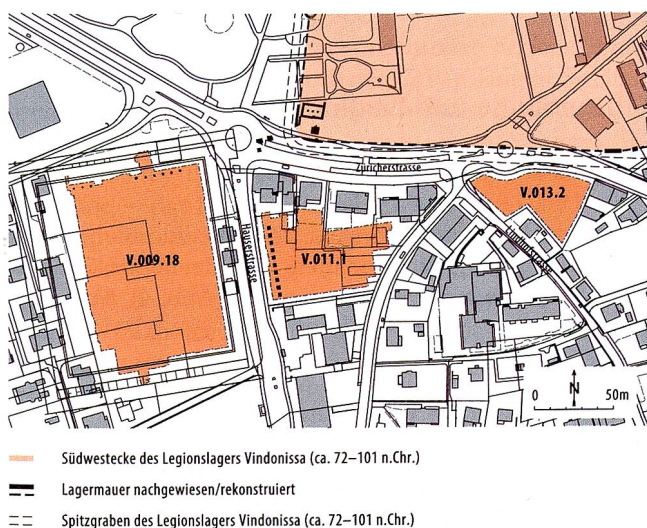 Zürcherstrasse
V.013.2
Hauserstrasse
V.009.18
V.011.1
Lindhofstrasse
N
0 50m
Südwestecke des Legionslagers Vindonissa (ca. 72–101 n.Chr.)
Lagermauer nachgewiesen/rekonstruiert
Spitzgraben des Legionslagers Vindonissa (ca. 72–101 n.Chr.)